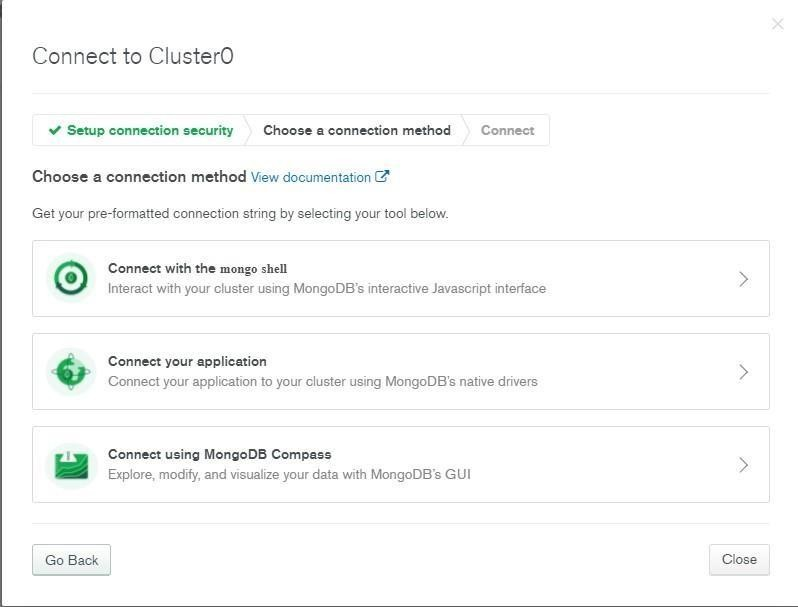 Connect to Cluster0
✔ Setup connection security Choose a connection method Connect
Choose a connection method View documentation
Get your pre-formatted connection string by selecting your tool below.
Connect with the mongo shell
Interact with your cluster using MongoDB's interactive Javascript interface
Connect your application
Connect your application to your cluster using MongoDB's native drivers
Connect using MongoDB Compass
Explore, modify, and visualize your data with MongoDB's GUI
Go Back Close